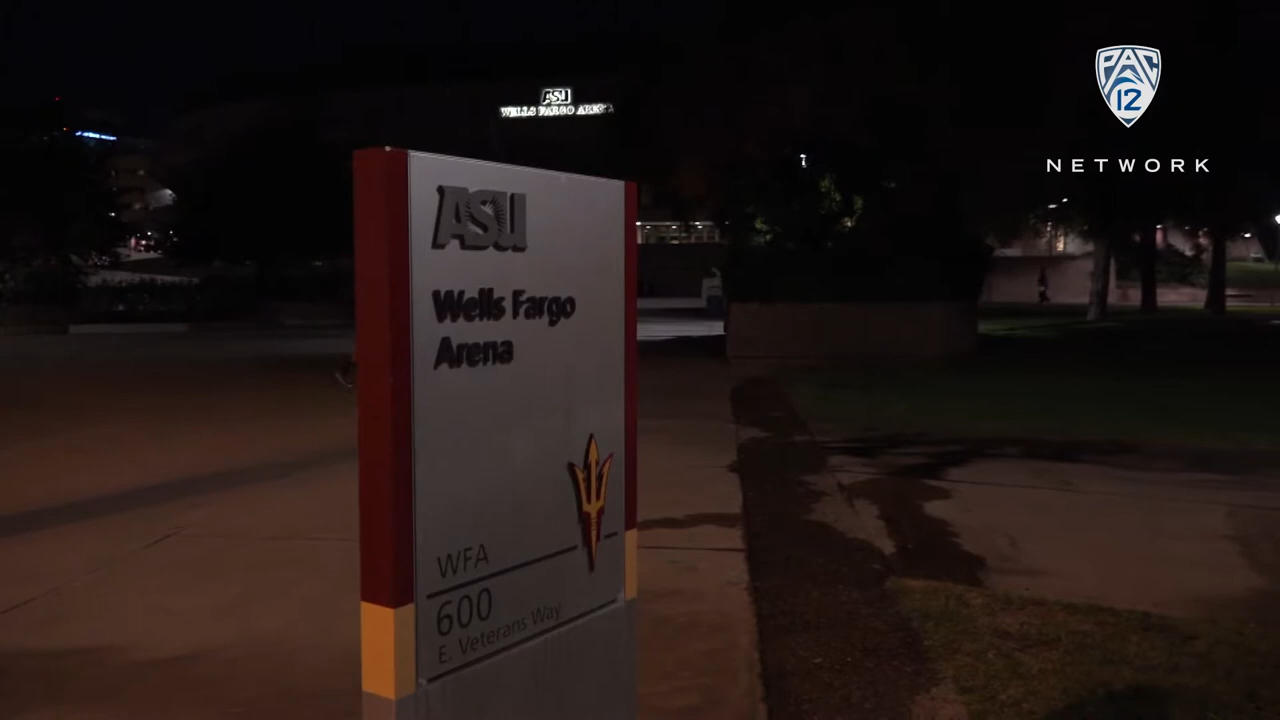 PAC
12
NETWORK
ASU
WELLS FARGO ARENA
ASU
Wells Fargo
Arena
WFA
600
E. Veterans Way